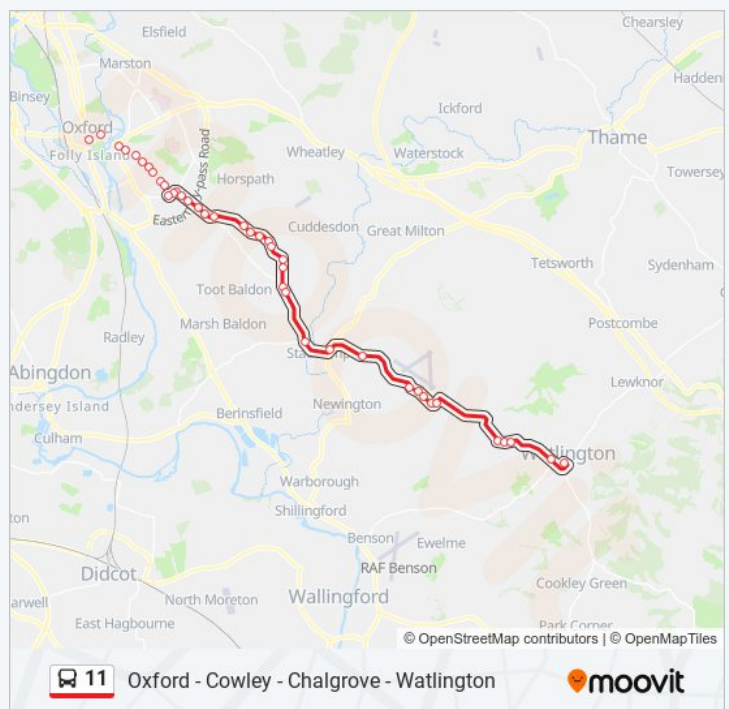 Chearsley
Elsfield
Marston
Hadden
Binsey
Ickford
Oxford
Thame
Folly Island
Wheatley
Waterstock
Towersey
Eastern By-pass Road
Horspath
Cuddesdon
Great Milton
Tetsworth
Sydenham
Toot Baldon
Marsh Baldon
Postcombe
Radley
Abingdon
Lewknor
ndersey Island
Newington
Berinsfield
Culham
Watlington
Warborough
Shillingford
ton
Benson
Ewelme
RAF Benson
Didcot
Cookley Green
arwell
North Moreton
Wallingford
East Hagbourne
Park Corner
© OpenStreetMap contributors | © OpenMapTiles
11 Oxford - Cowley - Chalgrove - Watlington
moovit